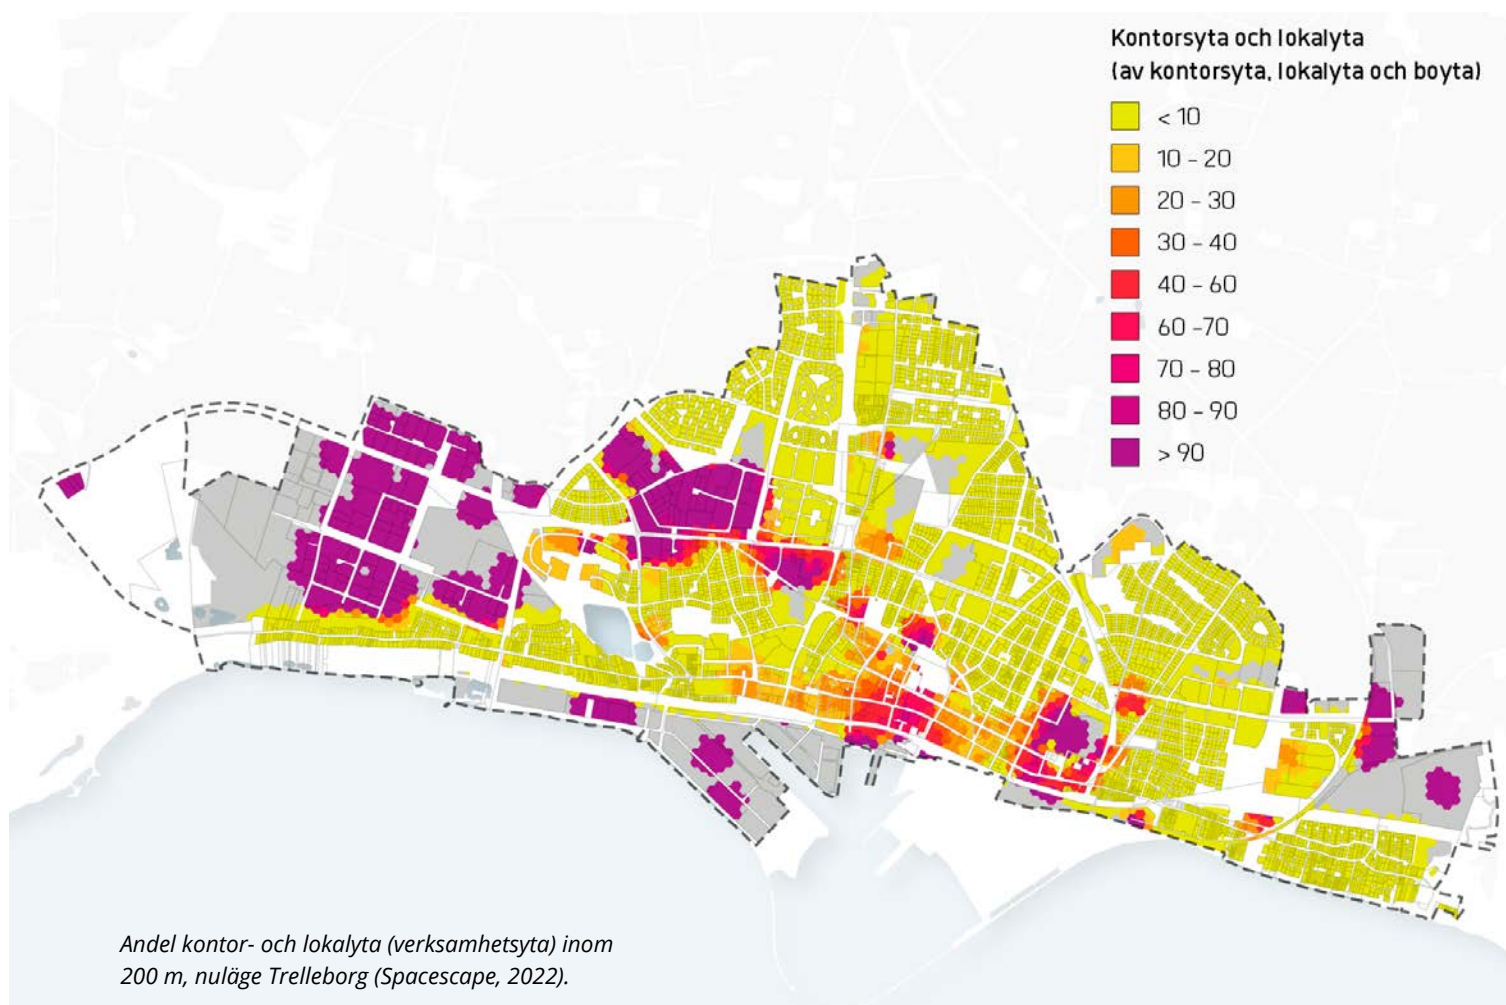 Kontorsyta och lokalyta
(av kontorsyta, lokalyta och boyta)
< 10
10 - 20
20 - 30
30 - 40
40 - 60
60 -70
70 - 80
80 - 90
> 90
Andel kontor- och lokalyta (verksamhetsyta) inom
200 m, nuläge Trelleborg (Spacescape, 2022).